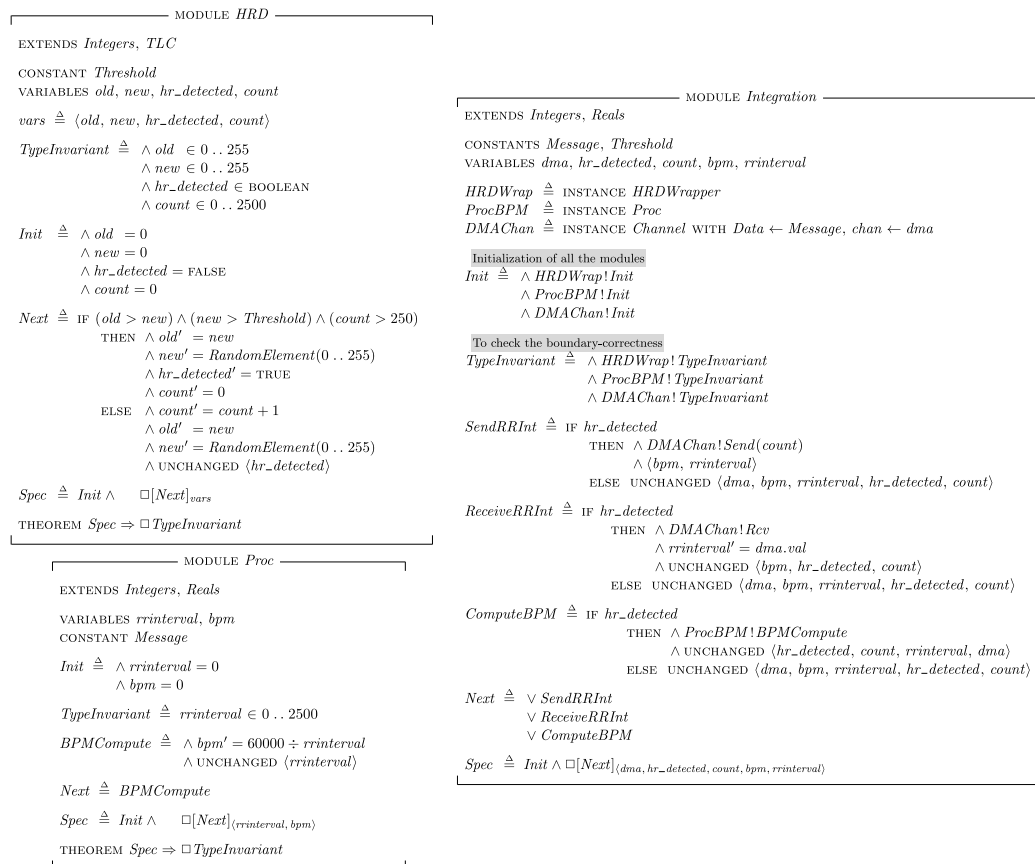 MODULE HRD
EXTENDS Integers, TLC
CONSTANT Threshold
VARIABLES old, new, hr_detected, count
vars ≜ ⟨old, new, hr_detected, count⟩
TypeInvariant ≜ ∧ old ∈ 0 .. 255
∧ new ∈ 0 .. 255
∧ hr_detected ∈ BOOLEAN
∧ count ∈ 0 .. 2500
Init ≜ ∧ old = 0
∧ new = 0
∧ hr_detected = FALSE
∧ count = 0
Next ≜ IF (old > new) ∧ (new > Threshold) ∧ (count > 250)
THEN ∧ old′ = new
∧ new′ = RandomElement(0 .. 255)
∧ hr_detected′ = TRUE
∧ count′ = 0
ELSE ∧ count′ = count + 1
∧ old′ = new
∧ new′ = RandomElement(0 .. 255)
∧ UNCHANGED ⟨hr_detected⟩
Spec ≜ Init ∧ □[Next]vars
THEOREM Spec ⇒ □TypeInvariant
MODULE Proc
EXTENDS Integers, Reals
VARIABLES rrinterval, bpm
CONSTANT Message
Init ≜ ∧ rrinterval = 0
∧ bpm = 0
TypeInvariant ≜ rrinterval ∈ 0 .. 2500
BPMCompute ≜ ∧ bpm′ = 60000 ÷ rrinterval
∧ UNCHANGED ⟨rrinterval⟩
Next ≜ BPMCompute
Spec ≜ Init ∧ □[Next]⟨rrinterval, bpm⟩
THEOREM Spec ⇒ □TypeInvariant
MODULE Integration
EXTENDS Integers, Reals
CONSTANTS Message, Threshold
VARIABLES dma, hr_detected, count, bpm, rrinterval
HRDWrap ≜ INSTANCE HRDWrapper
ProcBPM ≜ INSTANCE Proc
DMAChan ≜ INSTANCE Channel WITH Data ← Message, chan ← dma
Initialization of all the modules
Init ≜ ∧ HRDWrap!Init
∧ ProcBPM!Init
∧ DMAChan!Init
To check the boundary-correctness
TypeInvariant ≜ ∧ HRDWrap!TypeInvariant
∧ ProcBPM!TypeInvariant
∧ DMAChan!TypeInvariant
SendRRInt ≜ IF hr_detected
THEN ∧ DMAChan!Send(count)
∧ ⟨bpm, rrinterval⟩
ELSE UNCHANGED ⟨dma, bpm, rrinterval, hr_detected, count⟩
ReceiveRRInt ≜ IF hr_detected
THEN ∧ DMAChan!Rcv
∧ rrinterval′ = dma.val
∧ UNCHANGED ⟨bpm, hr_detected, count⟩
ELSE UNCHANGED ⟨dma, bpm, rrinterval, hr_detected, count⟩
ComputeBPM ≜ IF hr_detected
THEN ∧ ProcBPM!BPMCompute
∧ UNCHANGED ⟨hr_detected, count, rrinterval, dma⟩
ELSE UNCHANGED ⟨dma, bpm, rrinterval, hr_detected, count⟩
Next ≜ ∨ SendRRInt
∨ ReceiveRRInt
∨ ComputeBPM
Spec ≜ Init ∧ □[Next]⟨dma, hr_detected, count, bpm, rrinterval⟩